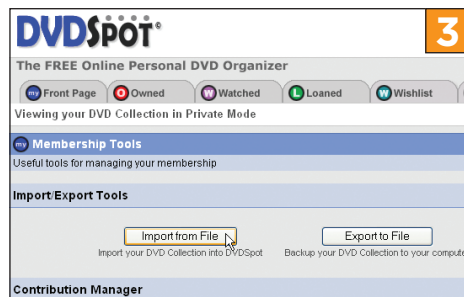 DVDSPOT®
3
The FREE Online Personal DVD Organizer
my Front Page O Owned W Watched L Loaned W Wishlist
Viewing your DVD Collection in Private Mode
my Membership Tools
Useful tools for managing your membership
Import/Export Tools
Import from File Export to File
Import your DVD Collection into DVDSpot Backup your DVD Collection to your compute
Contribution Manager